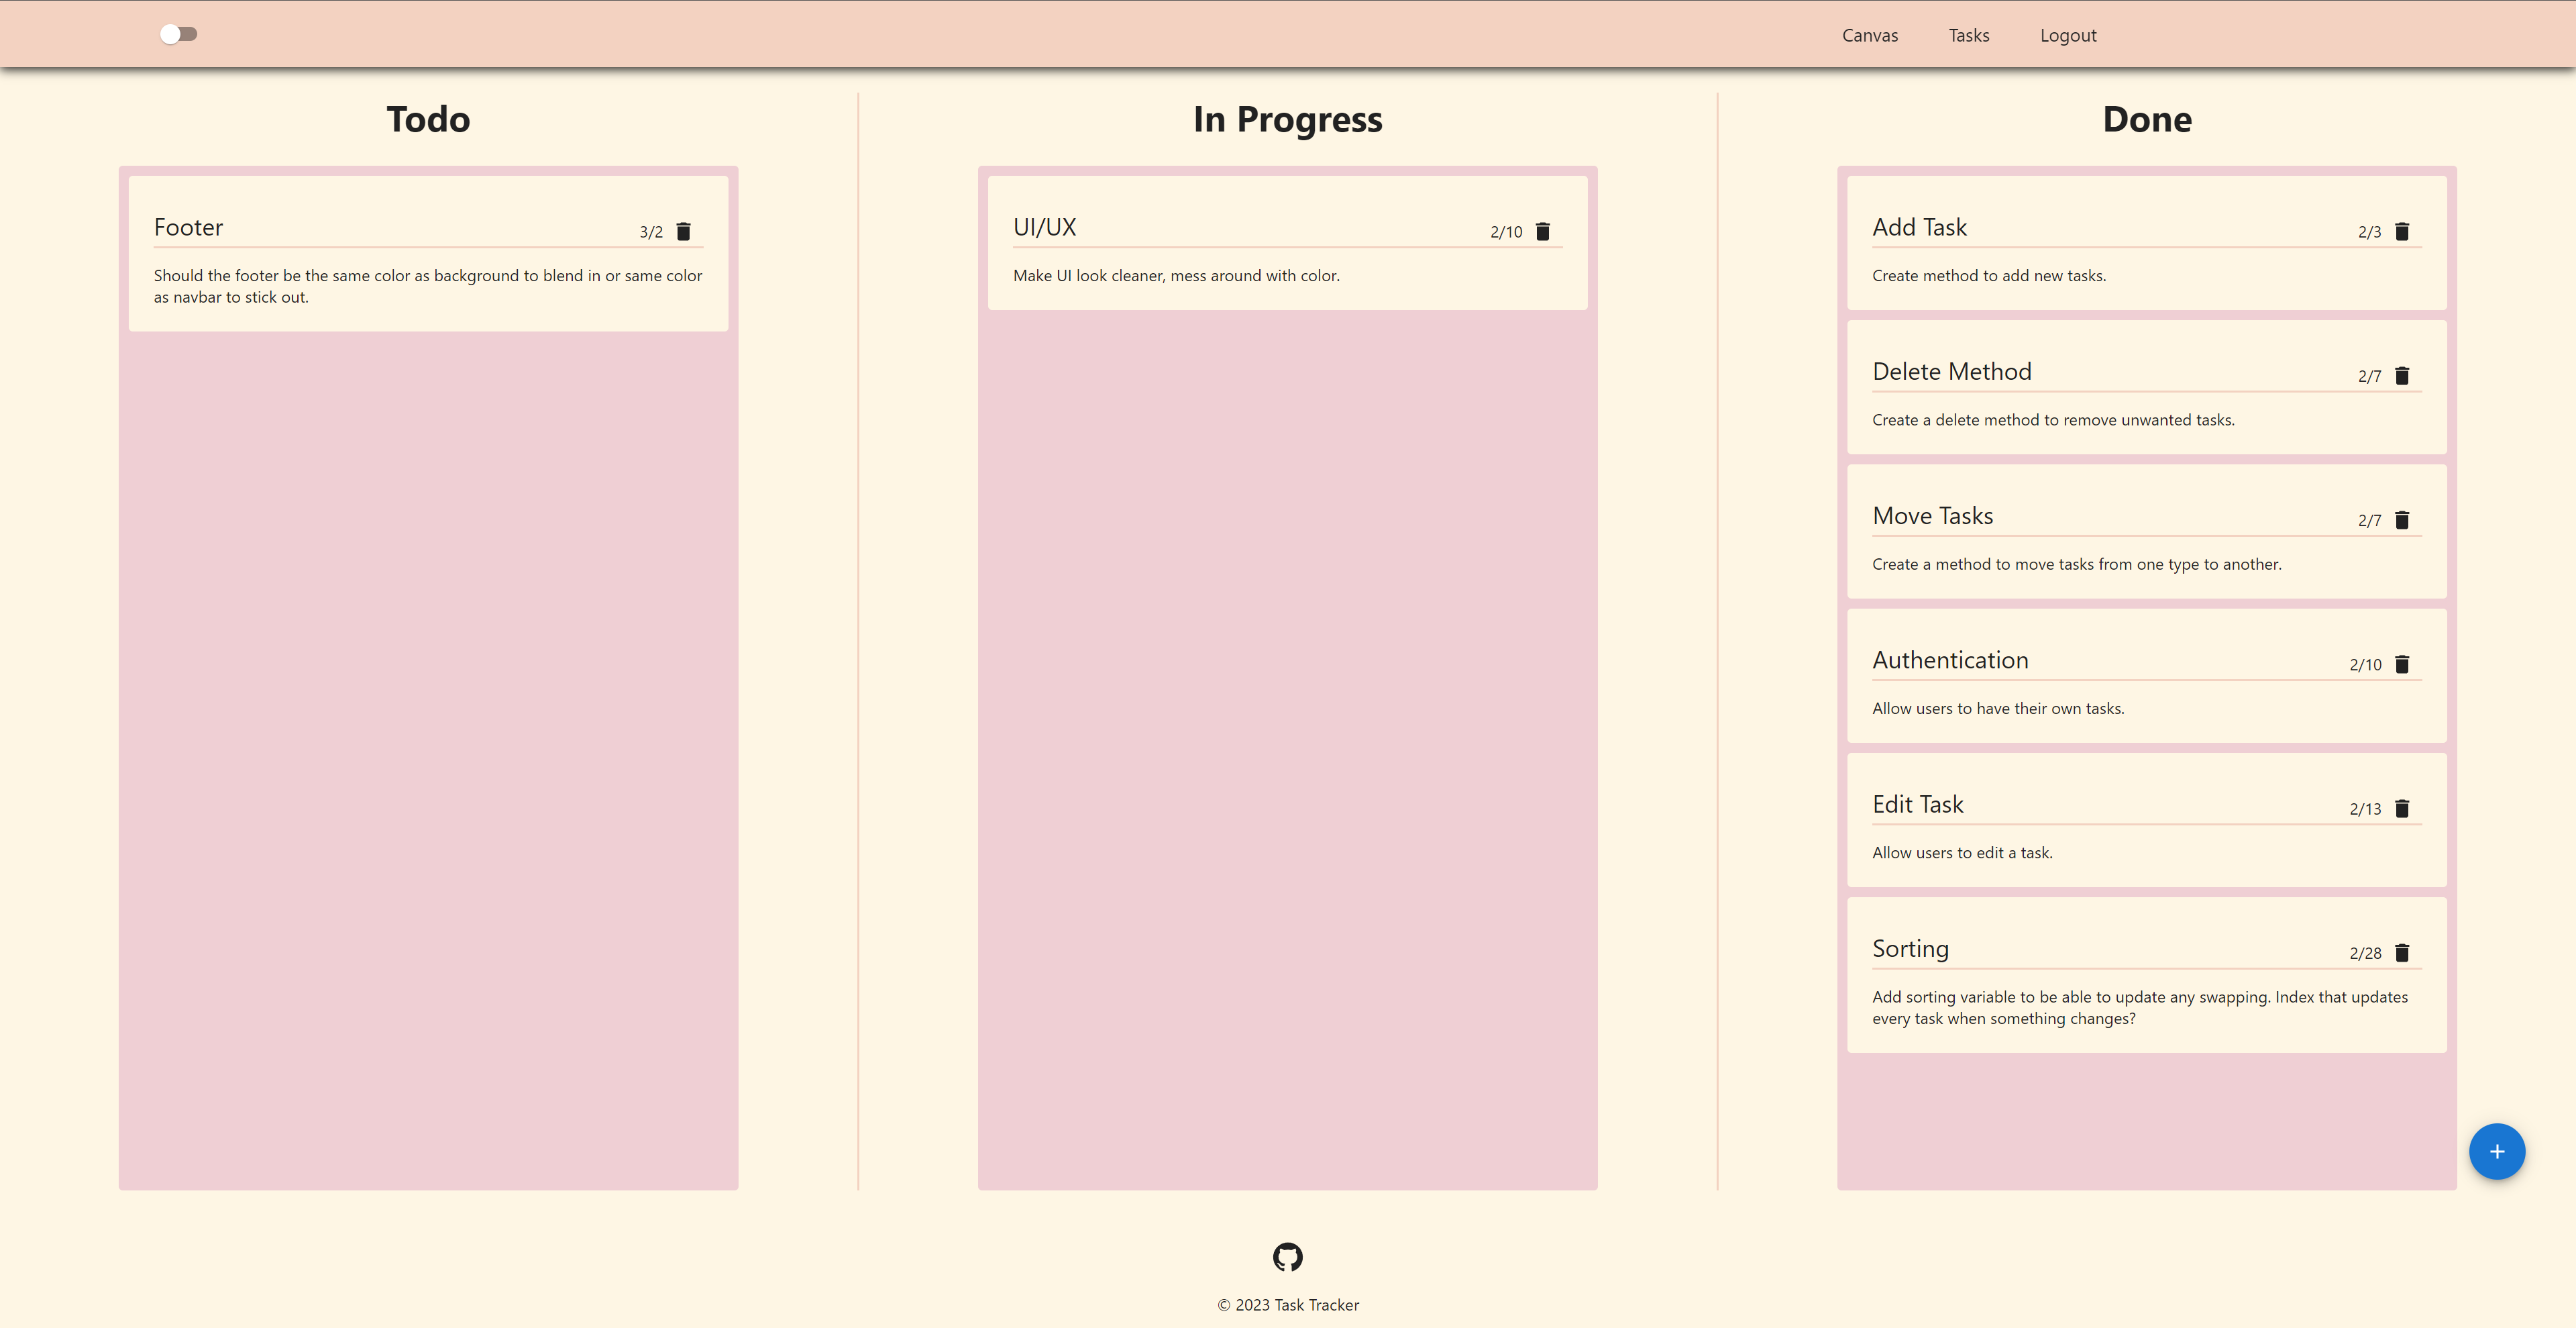 Canvas
Tasks
Logout
Todo
Footer
3/2
Should the footer be the same color as background to blend in or same color
as navbar to stick out.
In Progress
UI/UX
2/10
Make UI look cleaner, mess around with color.
Done
Add Task
2/3
Create method to add new tasks.
Delete Method
2/7
Create a delete method to remove unwanted tasks.
Move Tasks
2/7
Create a method to move tasks from one type to another.
Authentication
2/10
Allow users to have their own tasks.
Edit Task
2/13
Allow users to edit a task.
Sorting
2/28
Add sorting variable to be able to update any swapping. Index that updates
every task when something changes?
© 2023 Task Tracker